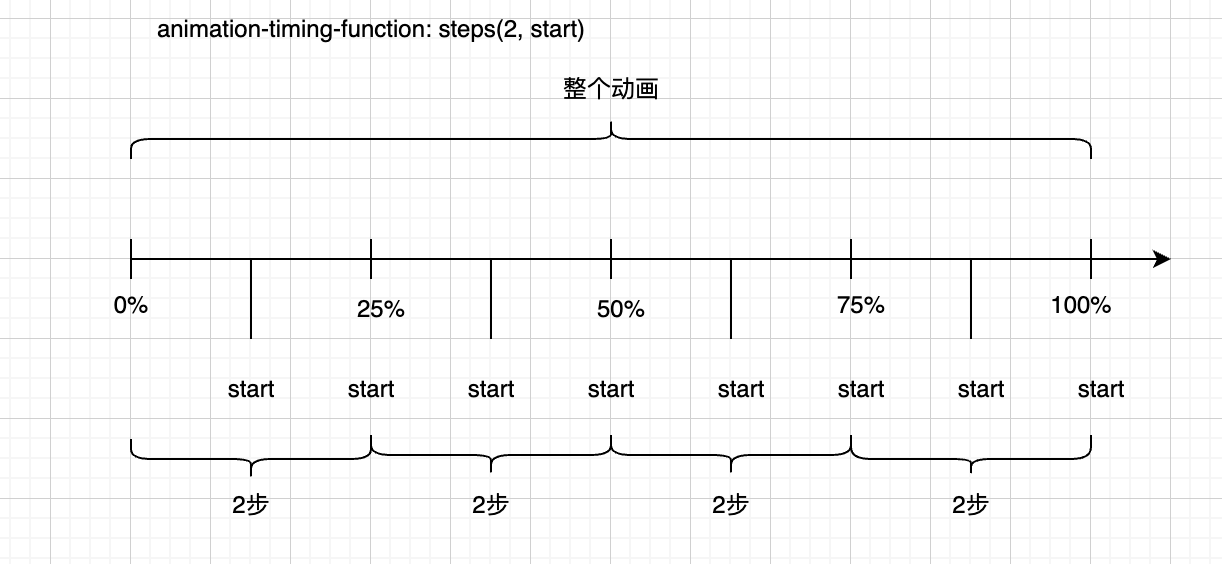 animation-timing-function: steps(2, start)
整个动画
0% 25% 50% 75% 100%
start start start start start start start start
2步 2步 2步 2步